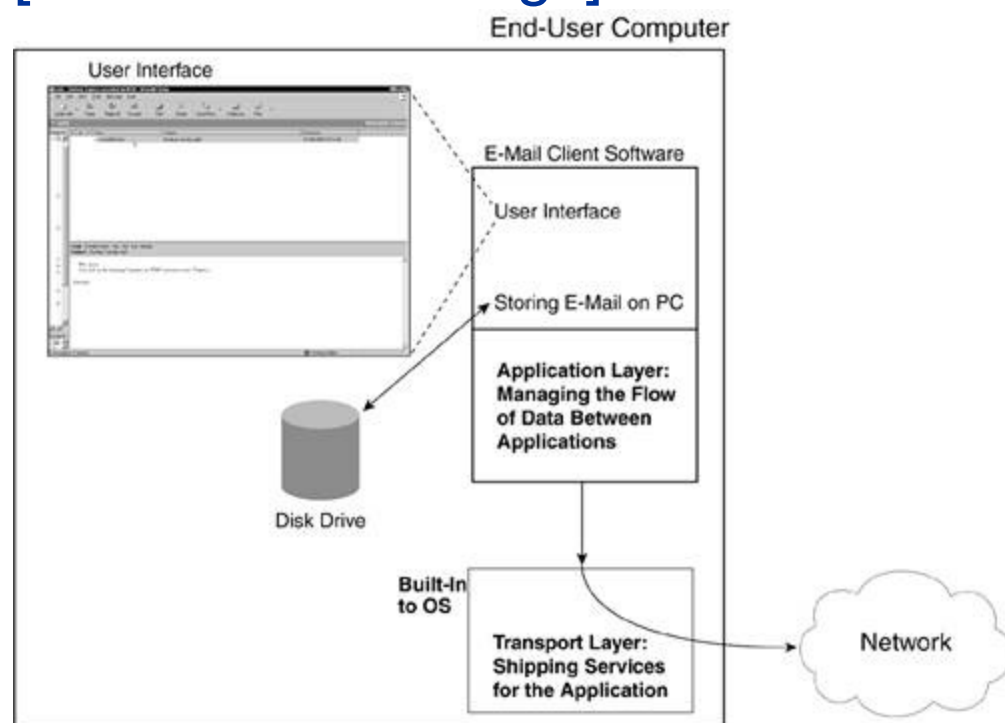 End-User Computer
User Interface
E-Mail Client Software
User Interface
Storing E-Mail on PC
Application Layer:
Managing the Flow
of Data Between
Applications
Disk Drive
Built-In
to OS
Transport Layer:
Shipping Services
for the Application
Network